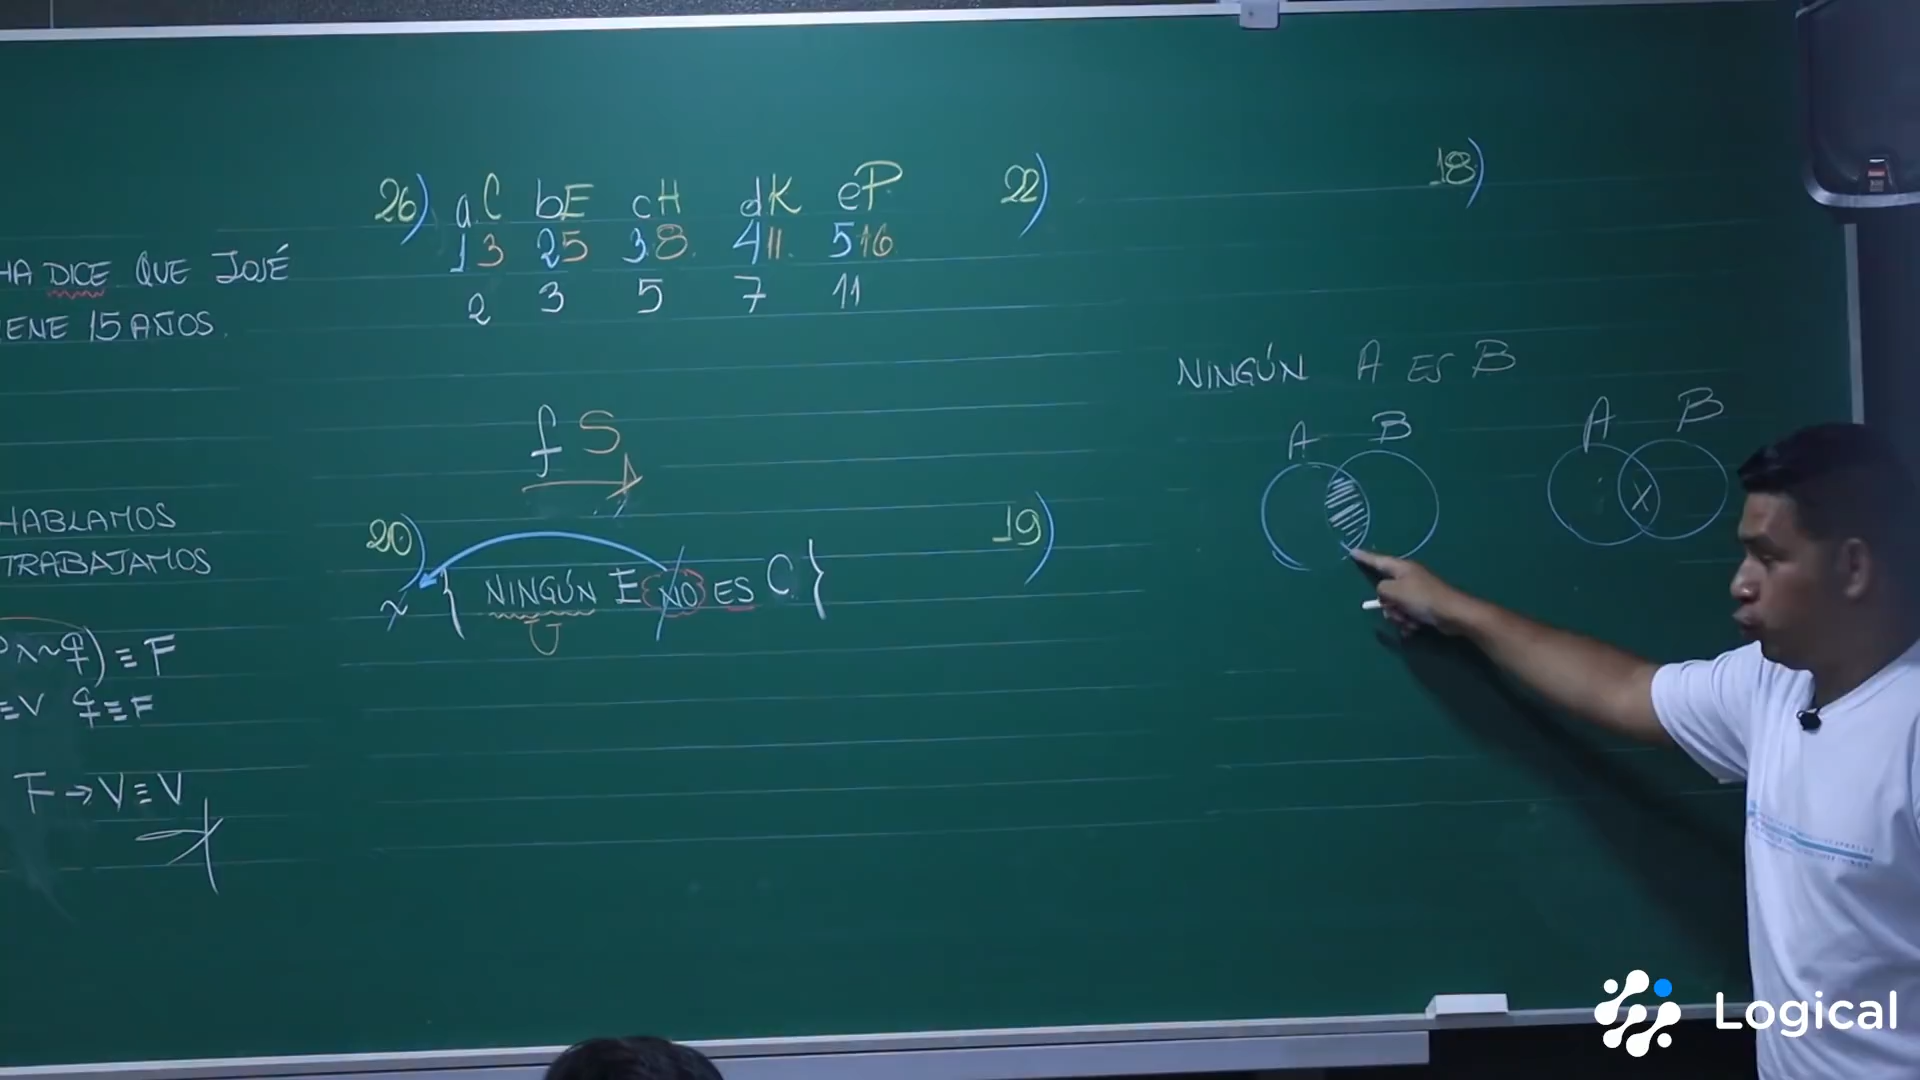 HA DICE QUE JOSÉ
ENE 15 AÑOS.
HABLAMOS
TRABAJAMOS
∧~q) ≡ F
≡V q≡F
F → V ≡ V
26) aC bE cH dK eP
13 25 38 411 516
2 3 5 7 11
f S
20)
~ { NINGÚN E NO ES C }
U
22)
19)
18)
NINGÚN A ES B
A B
A B
X
Logical